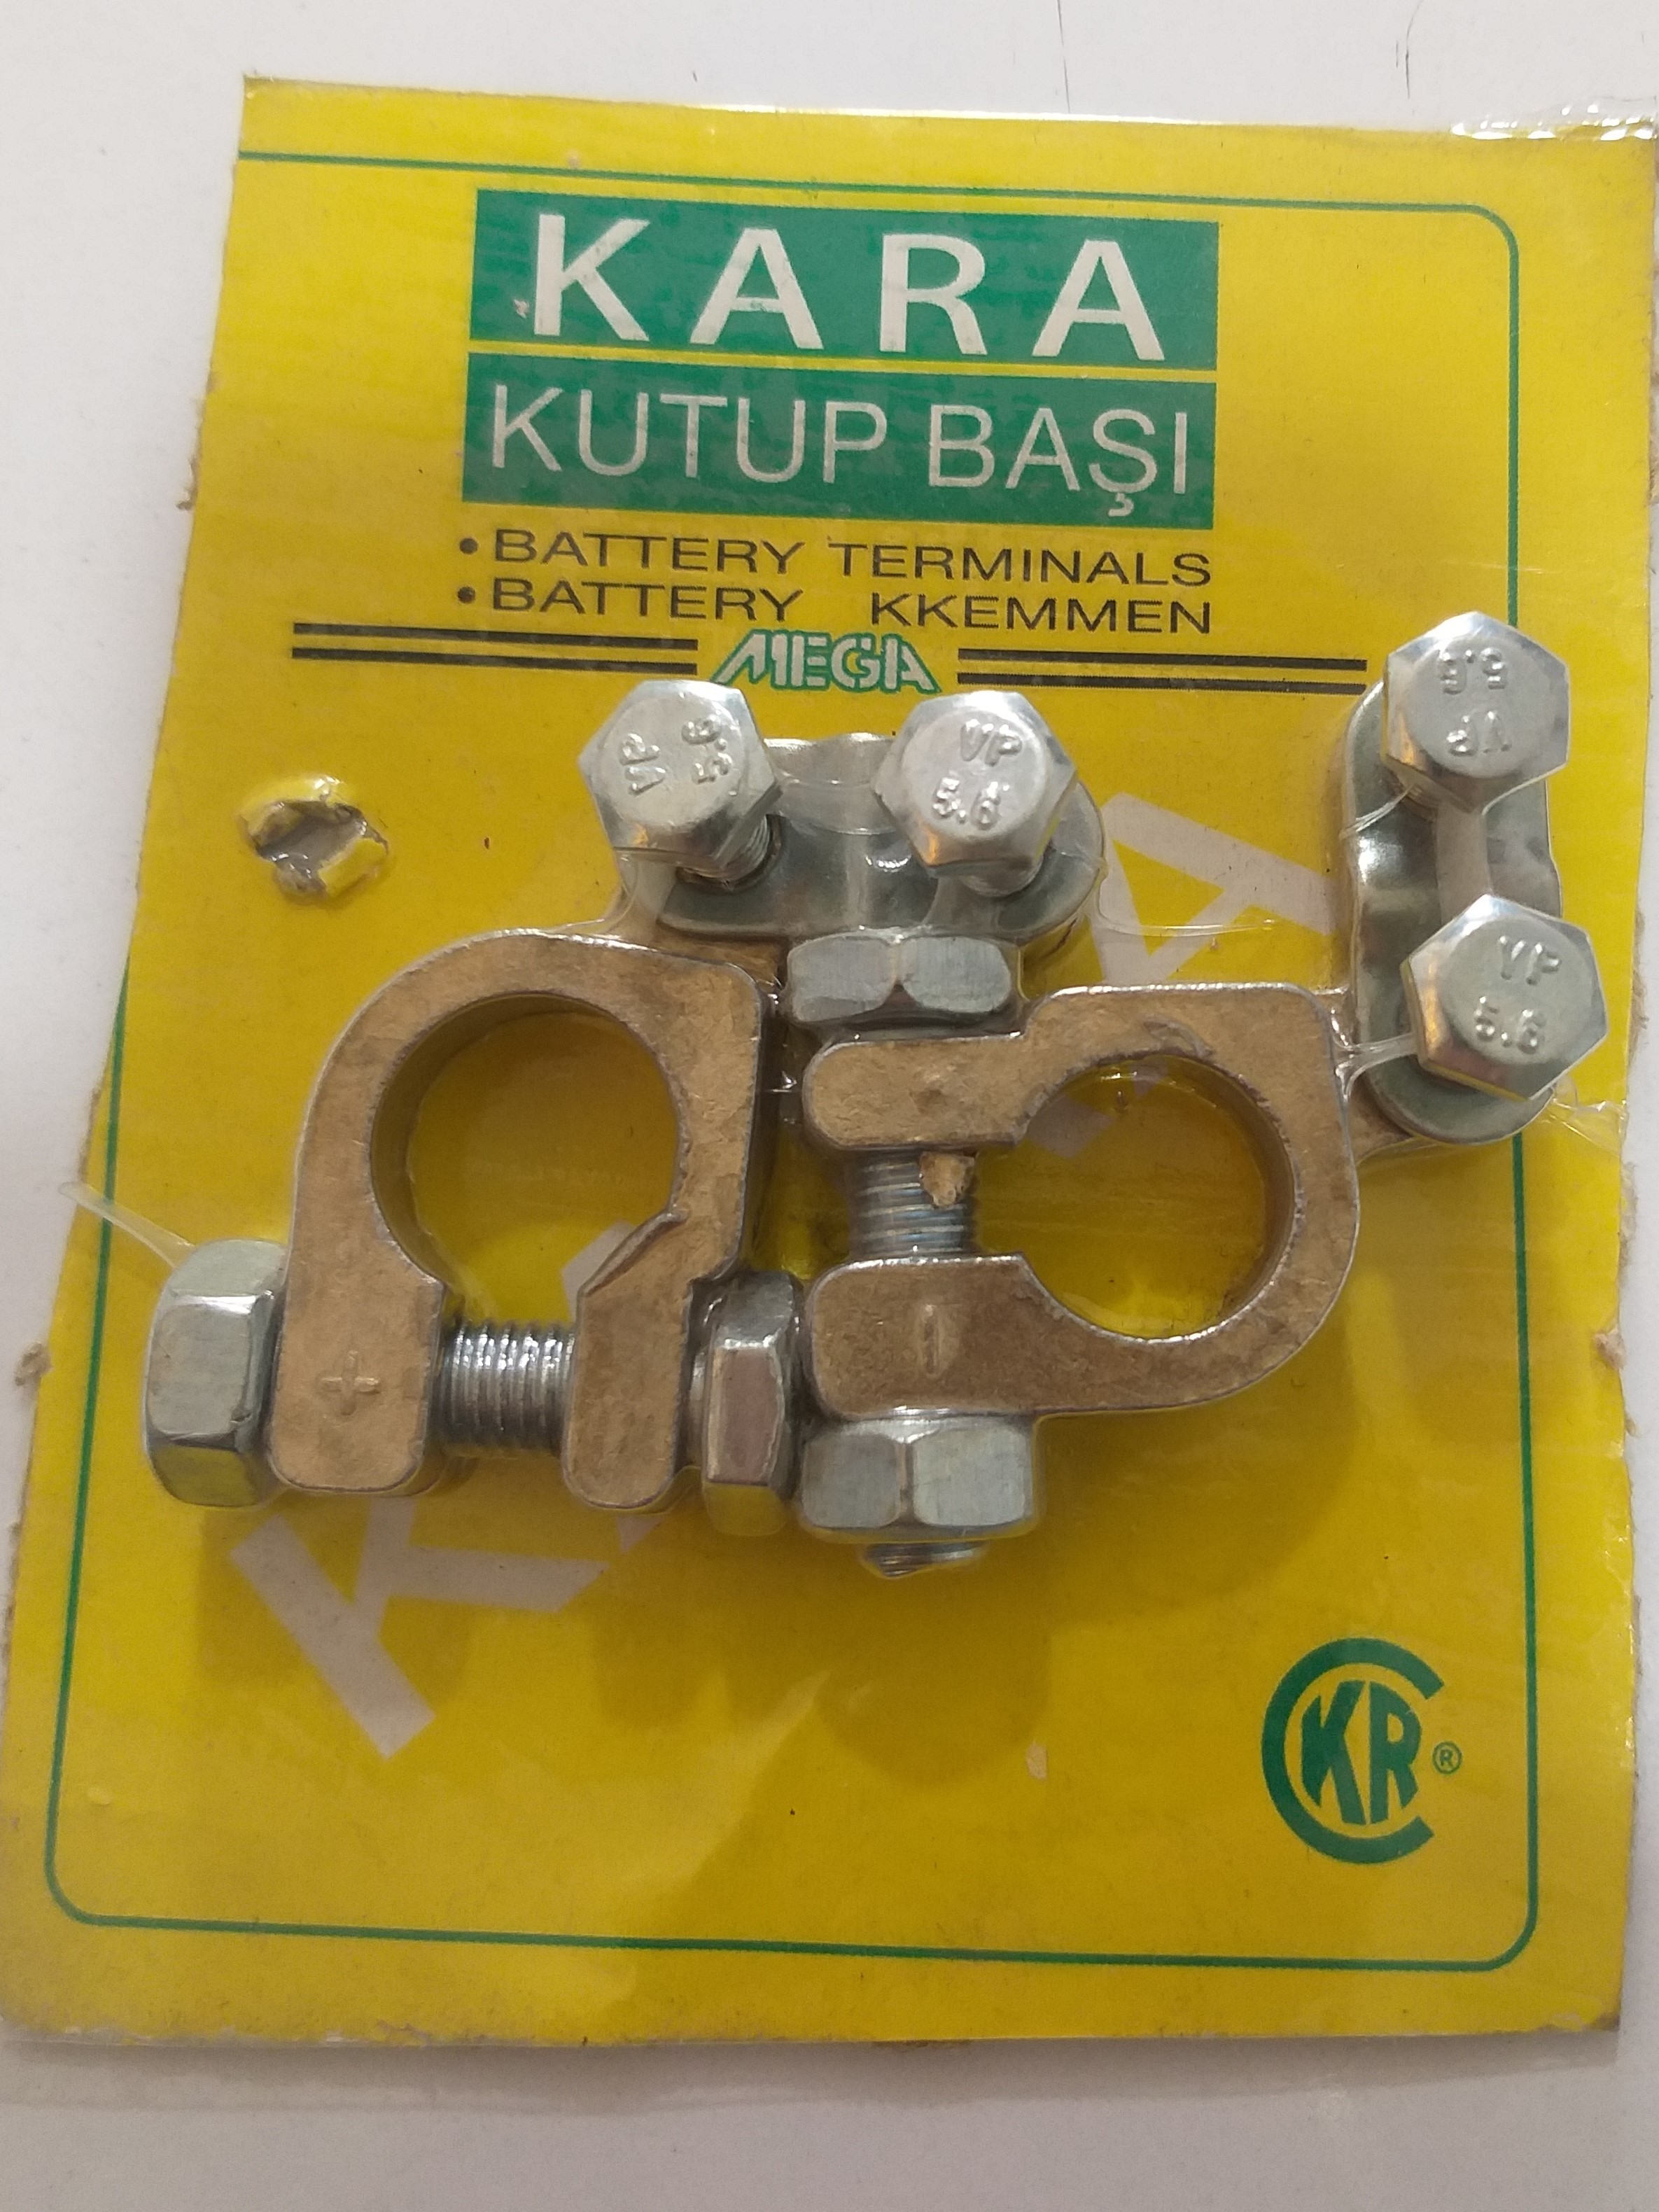 KARA
KUTUP BAŞI
• BATTERY TERMINALS
• BATTERY KKEMMEN
MEGA
VP
5.6
VP
5.6
VP
5.6
VP
5.6
+
-
KR®